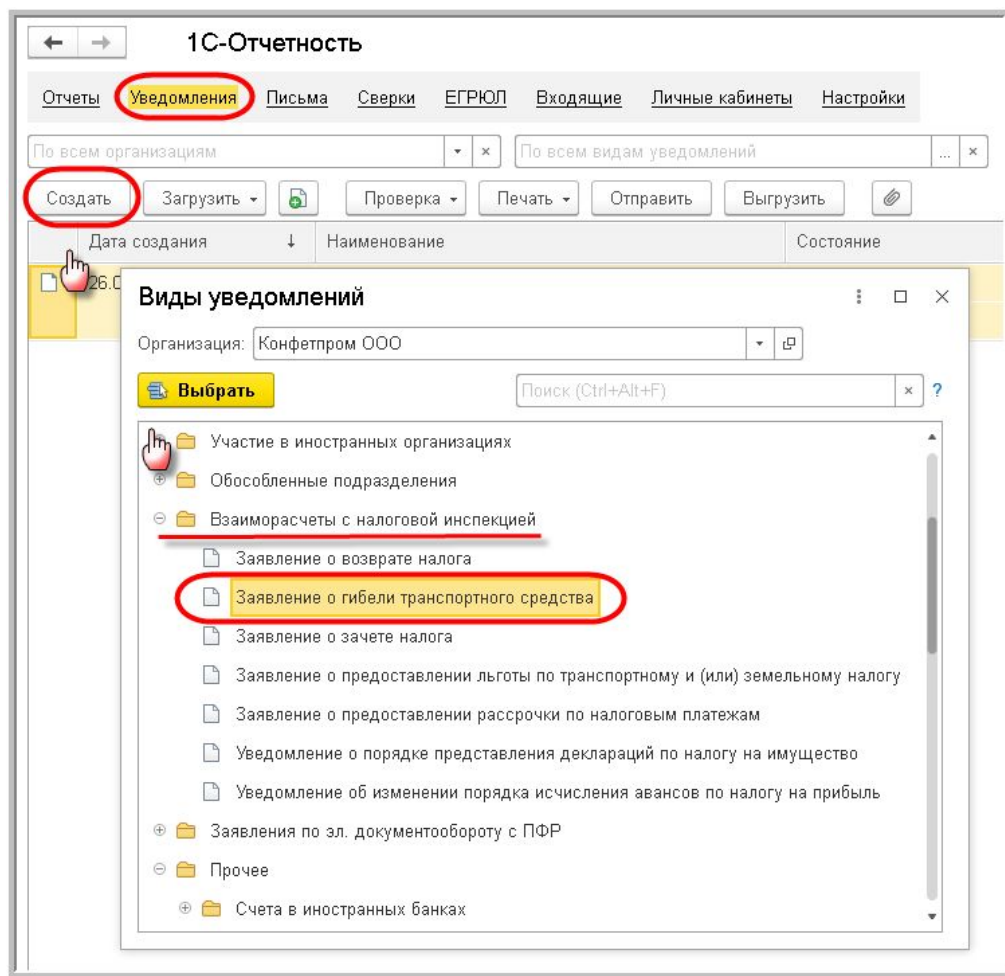 1С-Отчетность
Отчеты Уведомления Письма Сверки ЕГРЮЛ Входящие Личные кабинеты Настройки
По всем организациям По всем видам уведомлений ...
Создать Загрузить Проверка Печать Отправить Выгрузить
Дата создания ↓ Наименование Состояние
Виды уведомлений
Организация: Конфетпром ООО
Выбрать Поиск (Ctrl+Alt+F) × ?
Участие в иностранных организациях
Обособленные подразделения
Взаиморасчеты с налоговой инспекцией
Заявление о возврате налога
Заявление о гибели транспортного средства
Заявление о зачете налога
Заявление о предоставлении льготы по транспортному и (или) земельному налогу
Заявление о предоставлении рассрочки по налоговым платежам
Уведомление о порядке представления деклараций по налогу на имущество
Уведомление об изменении порядка исчисления авансов по налогу на прибыль
Заявления по эл. документообороту с ПФР
Прочее
Счета в иностранных банках